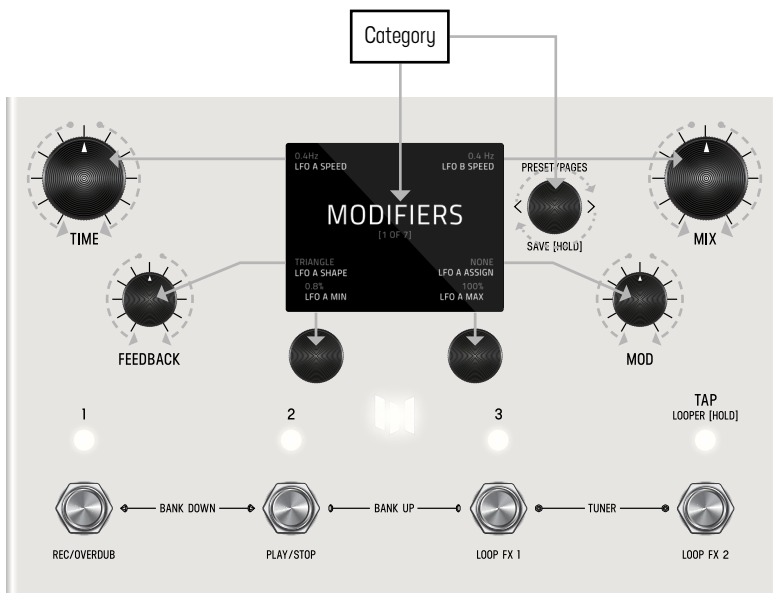 Category
0.4Hz
LFO A SPEED
0.4 Hz
LFO B SPEED
PRESET/PAGES
MODIFIERS
[1 OF 7]
TIME
SAVE [HOLD]
MIX
TRIANGLE
LFO A SHAPE
NONE
LFO A ASSIGN
0.8%
LFO A MIN
100%
LFO A MAX
FEEDBACK
MOD
1
2
3
TAP
LOOPER [HOLD]
BANK DOWN
BANK UP
TUNER
REC/OVERDUB
PLAY/STOP
LOOP FX 1
LOOP FX 2